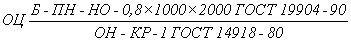 ОЦ Б - ПН - НО - 0,8×1000×2000 ГОСТ 19904 - 90
ОН - КР - 1 ГОСТ 14918 - 80